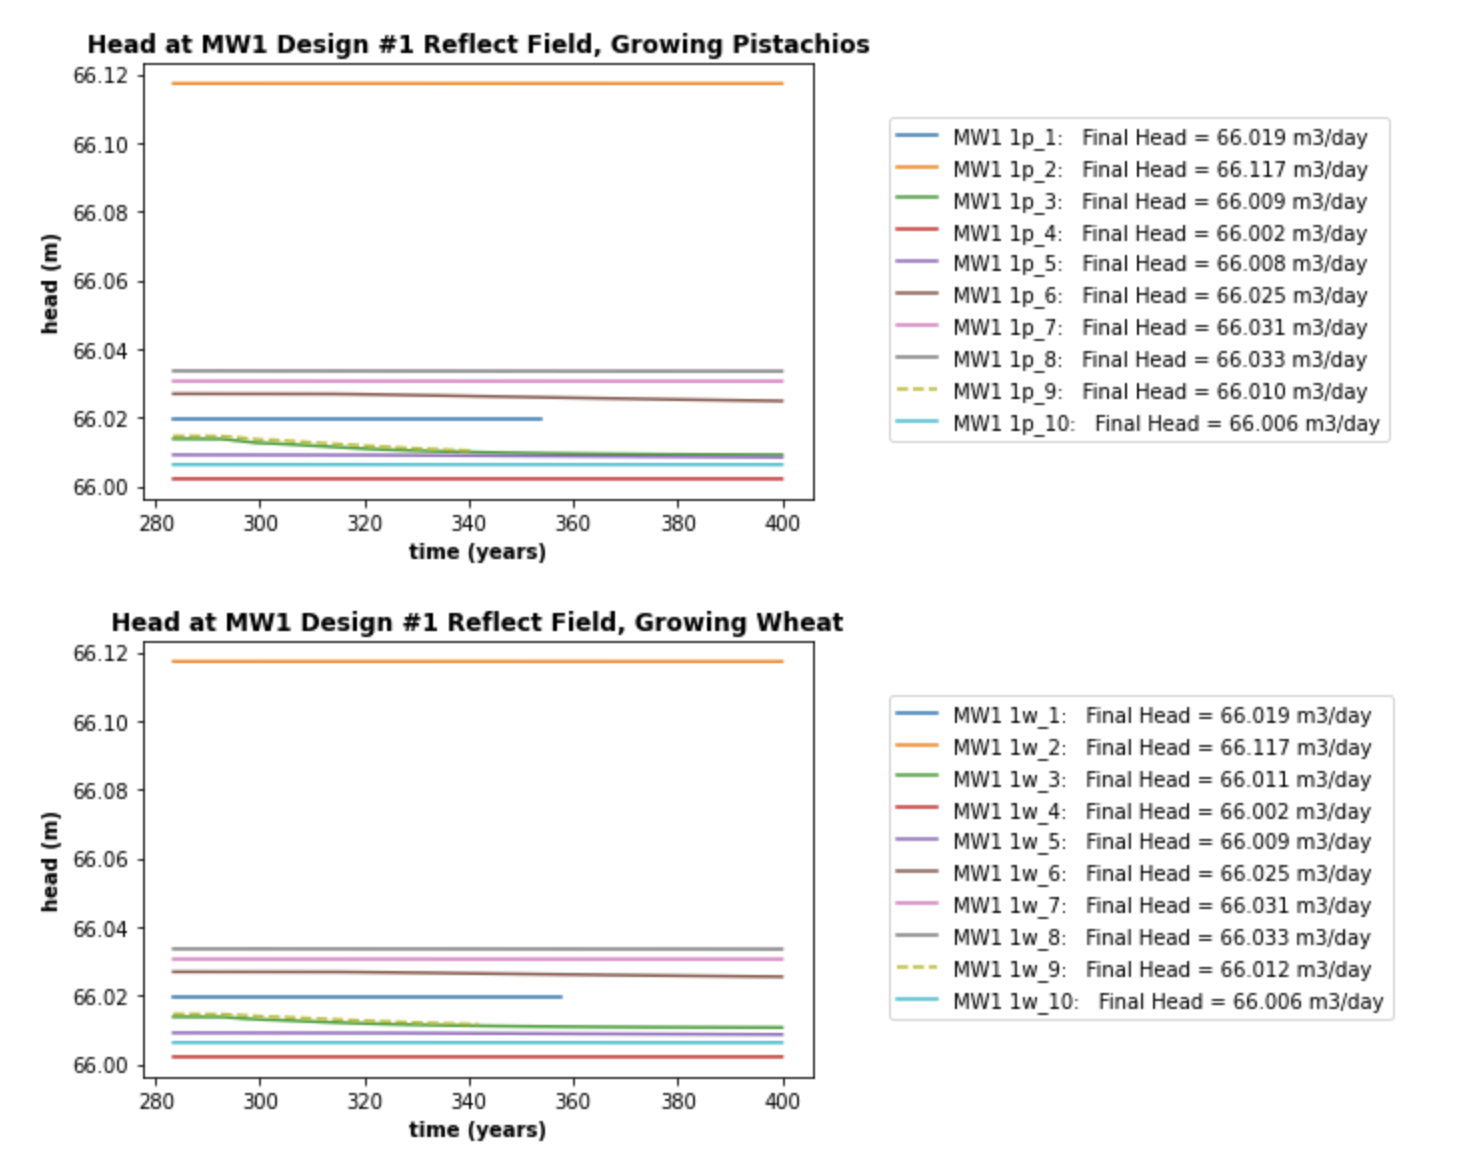 Head at MW1 Design #1 Reflect Field, Growing Pistachios
66.12
66.10
66.08
66.06
66.04
66.02
66.00
head (m)
280 300 320 340 360 380 400
time (years)
MW1 1p_1: Final Head = 66.019 m3/day
MW1 1p_2: Final Head = 66.117 m3/day
MW1 1p_3: Final Head = 66.009 m3/day
MW1 1p_4: Final Head = 66.002 m3/day
MW1 1p_5: Final Head = 66.008 m3/day
MW1 1p_6: Final Head = 66.025 m3/day
MW1 1p_7: Final Head = 66.031 m3/day
MW1 1p_8: Final Head = 66.033 m3/day
MW1 1p_9: Final Head = 66.010 m3/day
MW1 1p_10: Final Head = 66.006 m3/day
Head at MW1 Design #1 Reflect Field, Growing Wheat
66.12
66.10
66.08
66.06
66.04
66.02
66.00
head (m)
280 300 320 340 360 380 400
time (years)
MW1 1w_1: Final Head = 66.019 m3/day
MW1 1w_2: Final Head = 66.117 m3/day
MW1 1w_3: Final Head = 66.011 m3/day
MW1 1w_4: Final Head = 66.002 m3/day
MW1 1w_5: Final Head = 66.009 m3/day
MW1 1w_6: Final Head = 66.025 m3/day
MW1 1w_7: Final Head = 66.031 m3/day
MW1 1w_8: Final Head = 66.033 m3/day
MW1 1w_9: Final Head = 66.012 m3/day
MW1 1w_10: Final Head = 66.006 m3/day